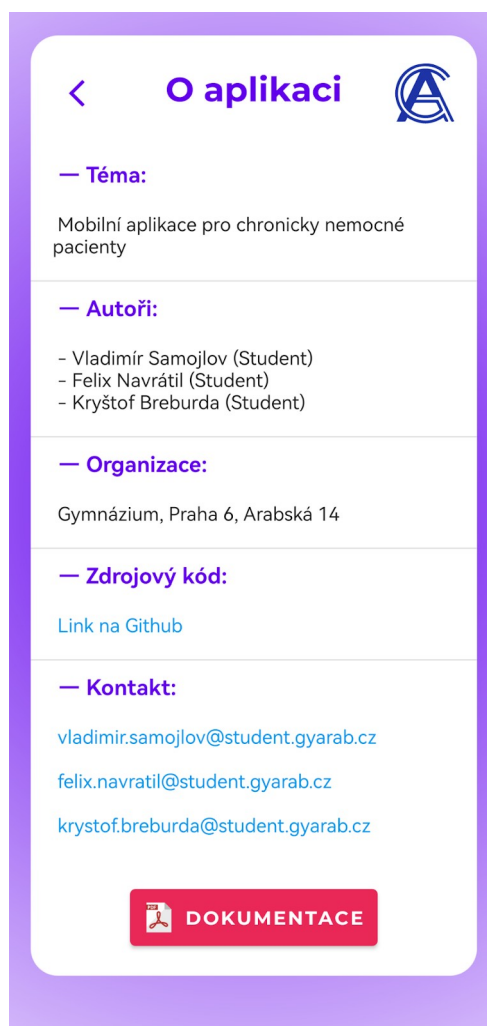 O aplikaci
— Téma:
Mobilní aplikace pro chronicky nemocné
pacienty
— Autoři:
- Vladimír Samojlov (Student)
- Felix Navrátil (Student)
- Kryštof Breburda (Student)
— Organizace:
Gymnázium, Praha 6, Arabská 14
— Zdrojový kód:
Link na Github
— Kontakt:
vladimir.samojlov@student.gyarab.cz
felix.navratil@student.gyarab.cz
krystof.breburda@student.gyarab.cz
PDF
DOKUMENTACE